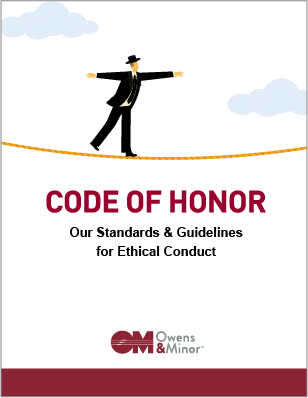 CODE OF HONOR
Our Standards & Guidelines
for Ethical Conduct
OM Owens
&Minor